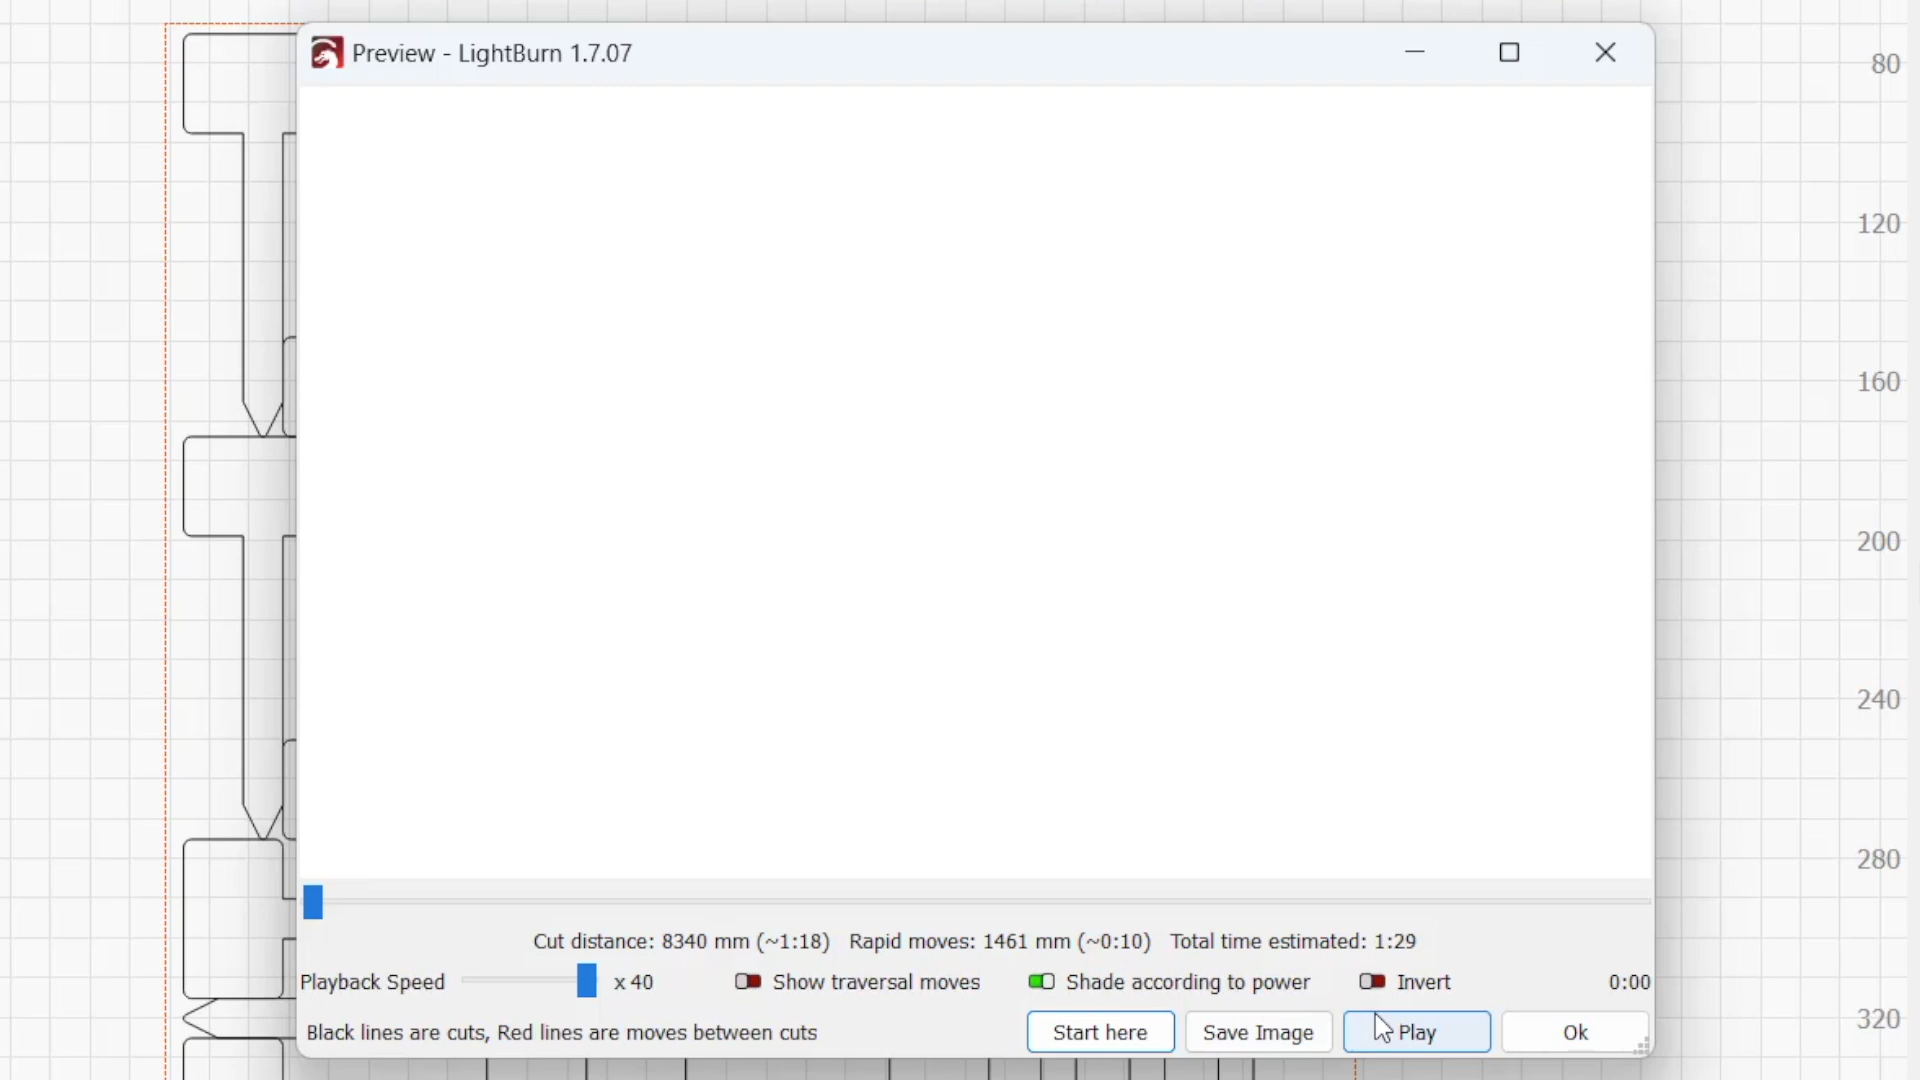 Preview - LightBurn 1.7.07
80
120
160
200
240
280
320
Cut distance: 8340 mm (~1:18) Rapid moves: 1461 mm (~0:10) Total time estimated: 1:29
Playback Speed x 40 Show traversal moves Shade according to power Invert 0:00
Black lines are cuts, Red lines are moves between cuts Start here Save Image Play Ok